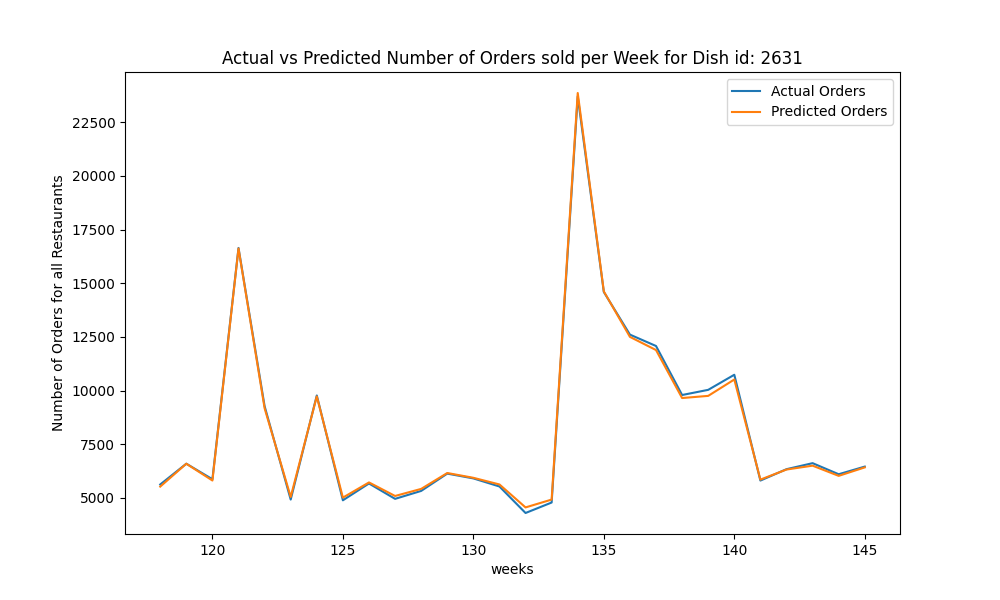 Actual vs Predicted Number of Orders sold per Week for Dish id: 2631
Actual Orders
Predicted Orders
Number of Orders for all Restaurants
22500
20000
17500
15000
12500
10000
7500
5000
120 125 130 135 140 145
weeks